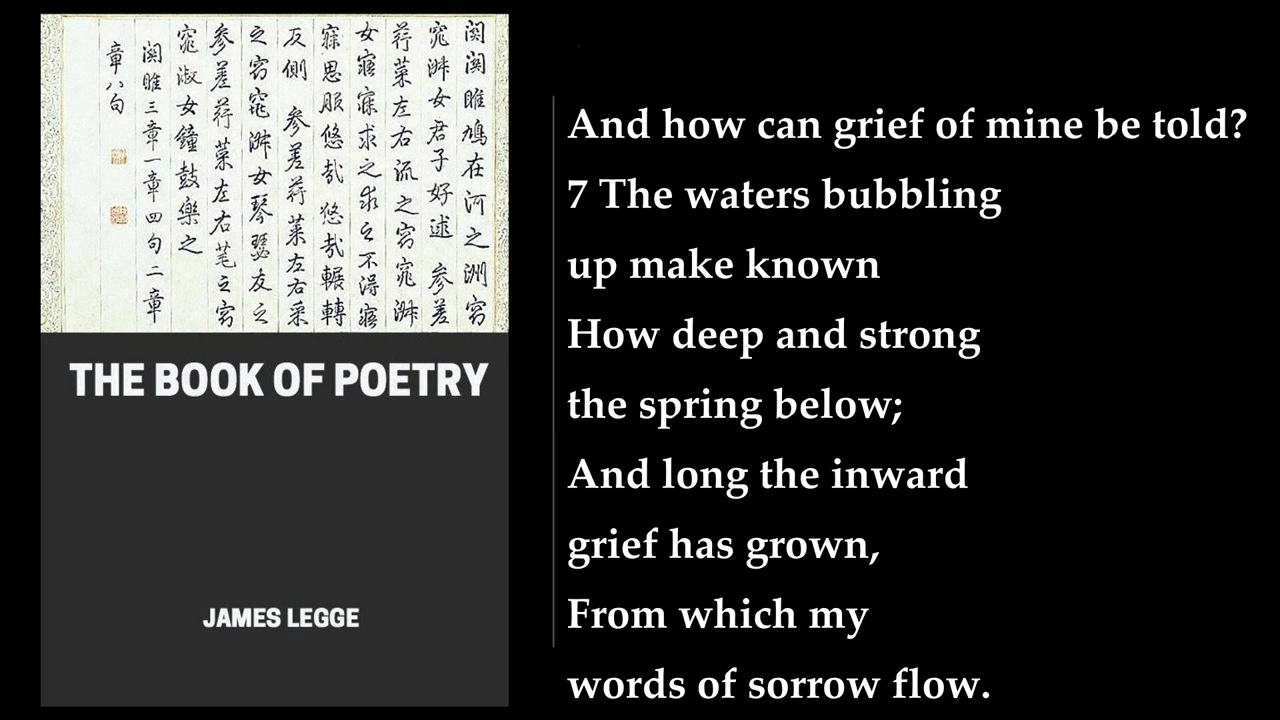 關關雎鳩在河之洲窈
窕淑女君子好逑 參差
荇菜左右流之窈窕淑
女寤寐求之求之不得寤
寐思服悠哉悠哉輾轉
反側 參差荇菜左右采
之窈窕淑女琴瑟友之
參差荇菜左右芼之窈
窕淑女鐘鼓樂之
關雎三章一章四句二章
章八句
THE BOOK OF POETRY
JAMES LEGGE
And how can grief of mine be told?
7 The waters bubbling
up make known
How deep and strong
the spring below;
And long the inward
grief has grown,
From which my
words of sorrow flow.